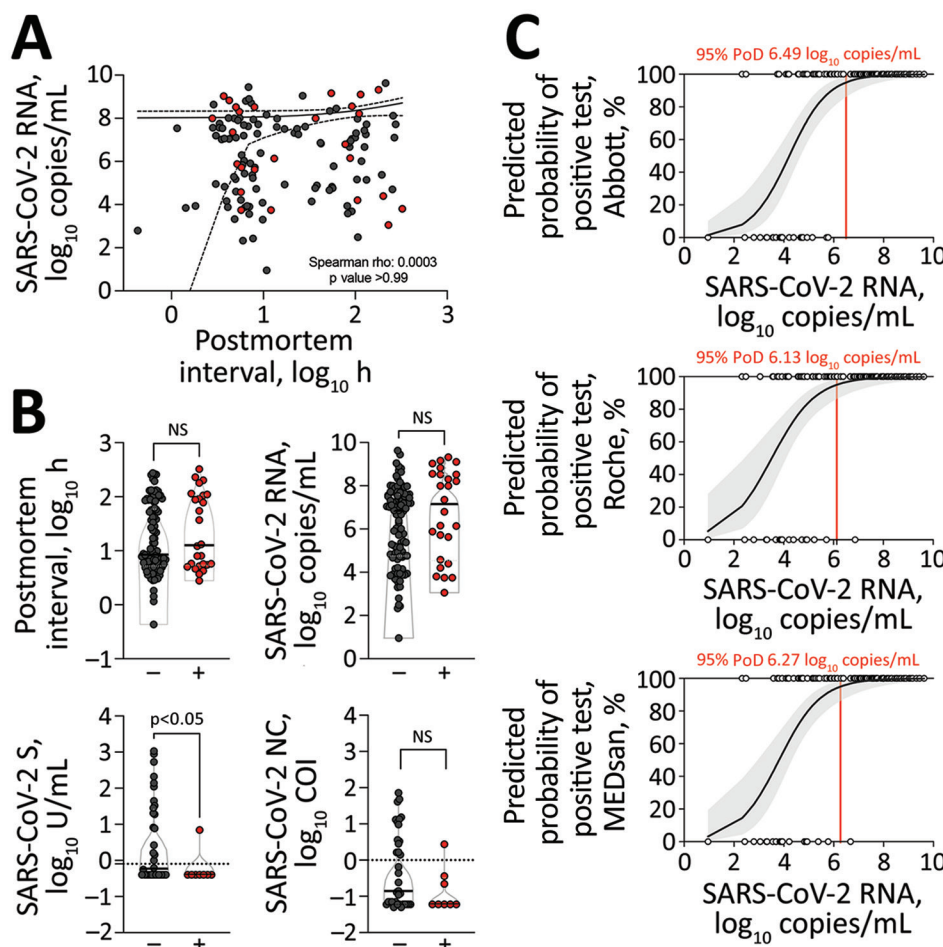 A
SARS-CoV-2 RNA,
log10 copies/mL
10
8
6
4
2
0
Spearman rho: 0.0003
p value >0.99
0
1
2
3
Postmortem
interval, log10 h
B
Postmortem
interval, log10 h
3
2
1
0
–1
NS
–
+
SARS-CoV-2 RNA,
log10 copies/mL
10
8
6
4
2
0
NS
–
+
SARS-CoV-2 S,
log10 U/mL
4
3
2
1
0
–1
–2
p<0.05
–
+
SARS-CoV-2 NC,
log10 COI
4
3
2
1
0
–1
–2
NS
–
+
C
95% PoD 6.49 log10 copies/mL
Predicted
probability of
positive test,
Abbott, %
100
80
60
40
20
0
0
2
4
6
8
10
SARS-CoV-2 RNA,
log10 copies/mL
95% PoD 6.13 log10 copies/mL
Predicted
probability of
positive test,
Roche, %
100
80
60
40
20
0
0
2
4
6
8
10
SARS-CoV-2 RNA,
log10 copies/mL
95% PoD 6.27 log10 copies/mL
Predicted
probability of
positive test,
MEDsan, %
100
80
60
40
20
0
0
2
4
6
8
10
SARS-CoV-2 RNA,
log10 copies/mL